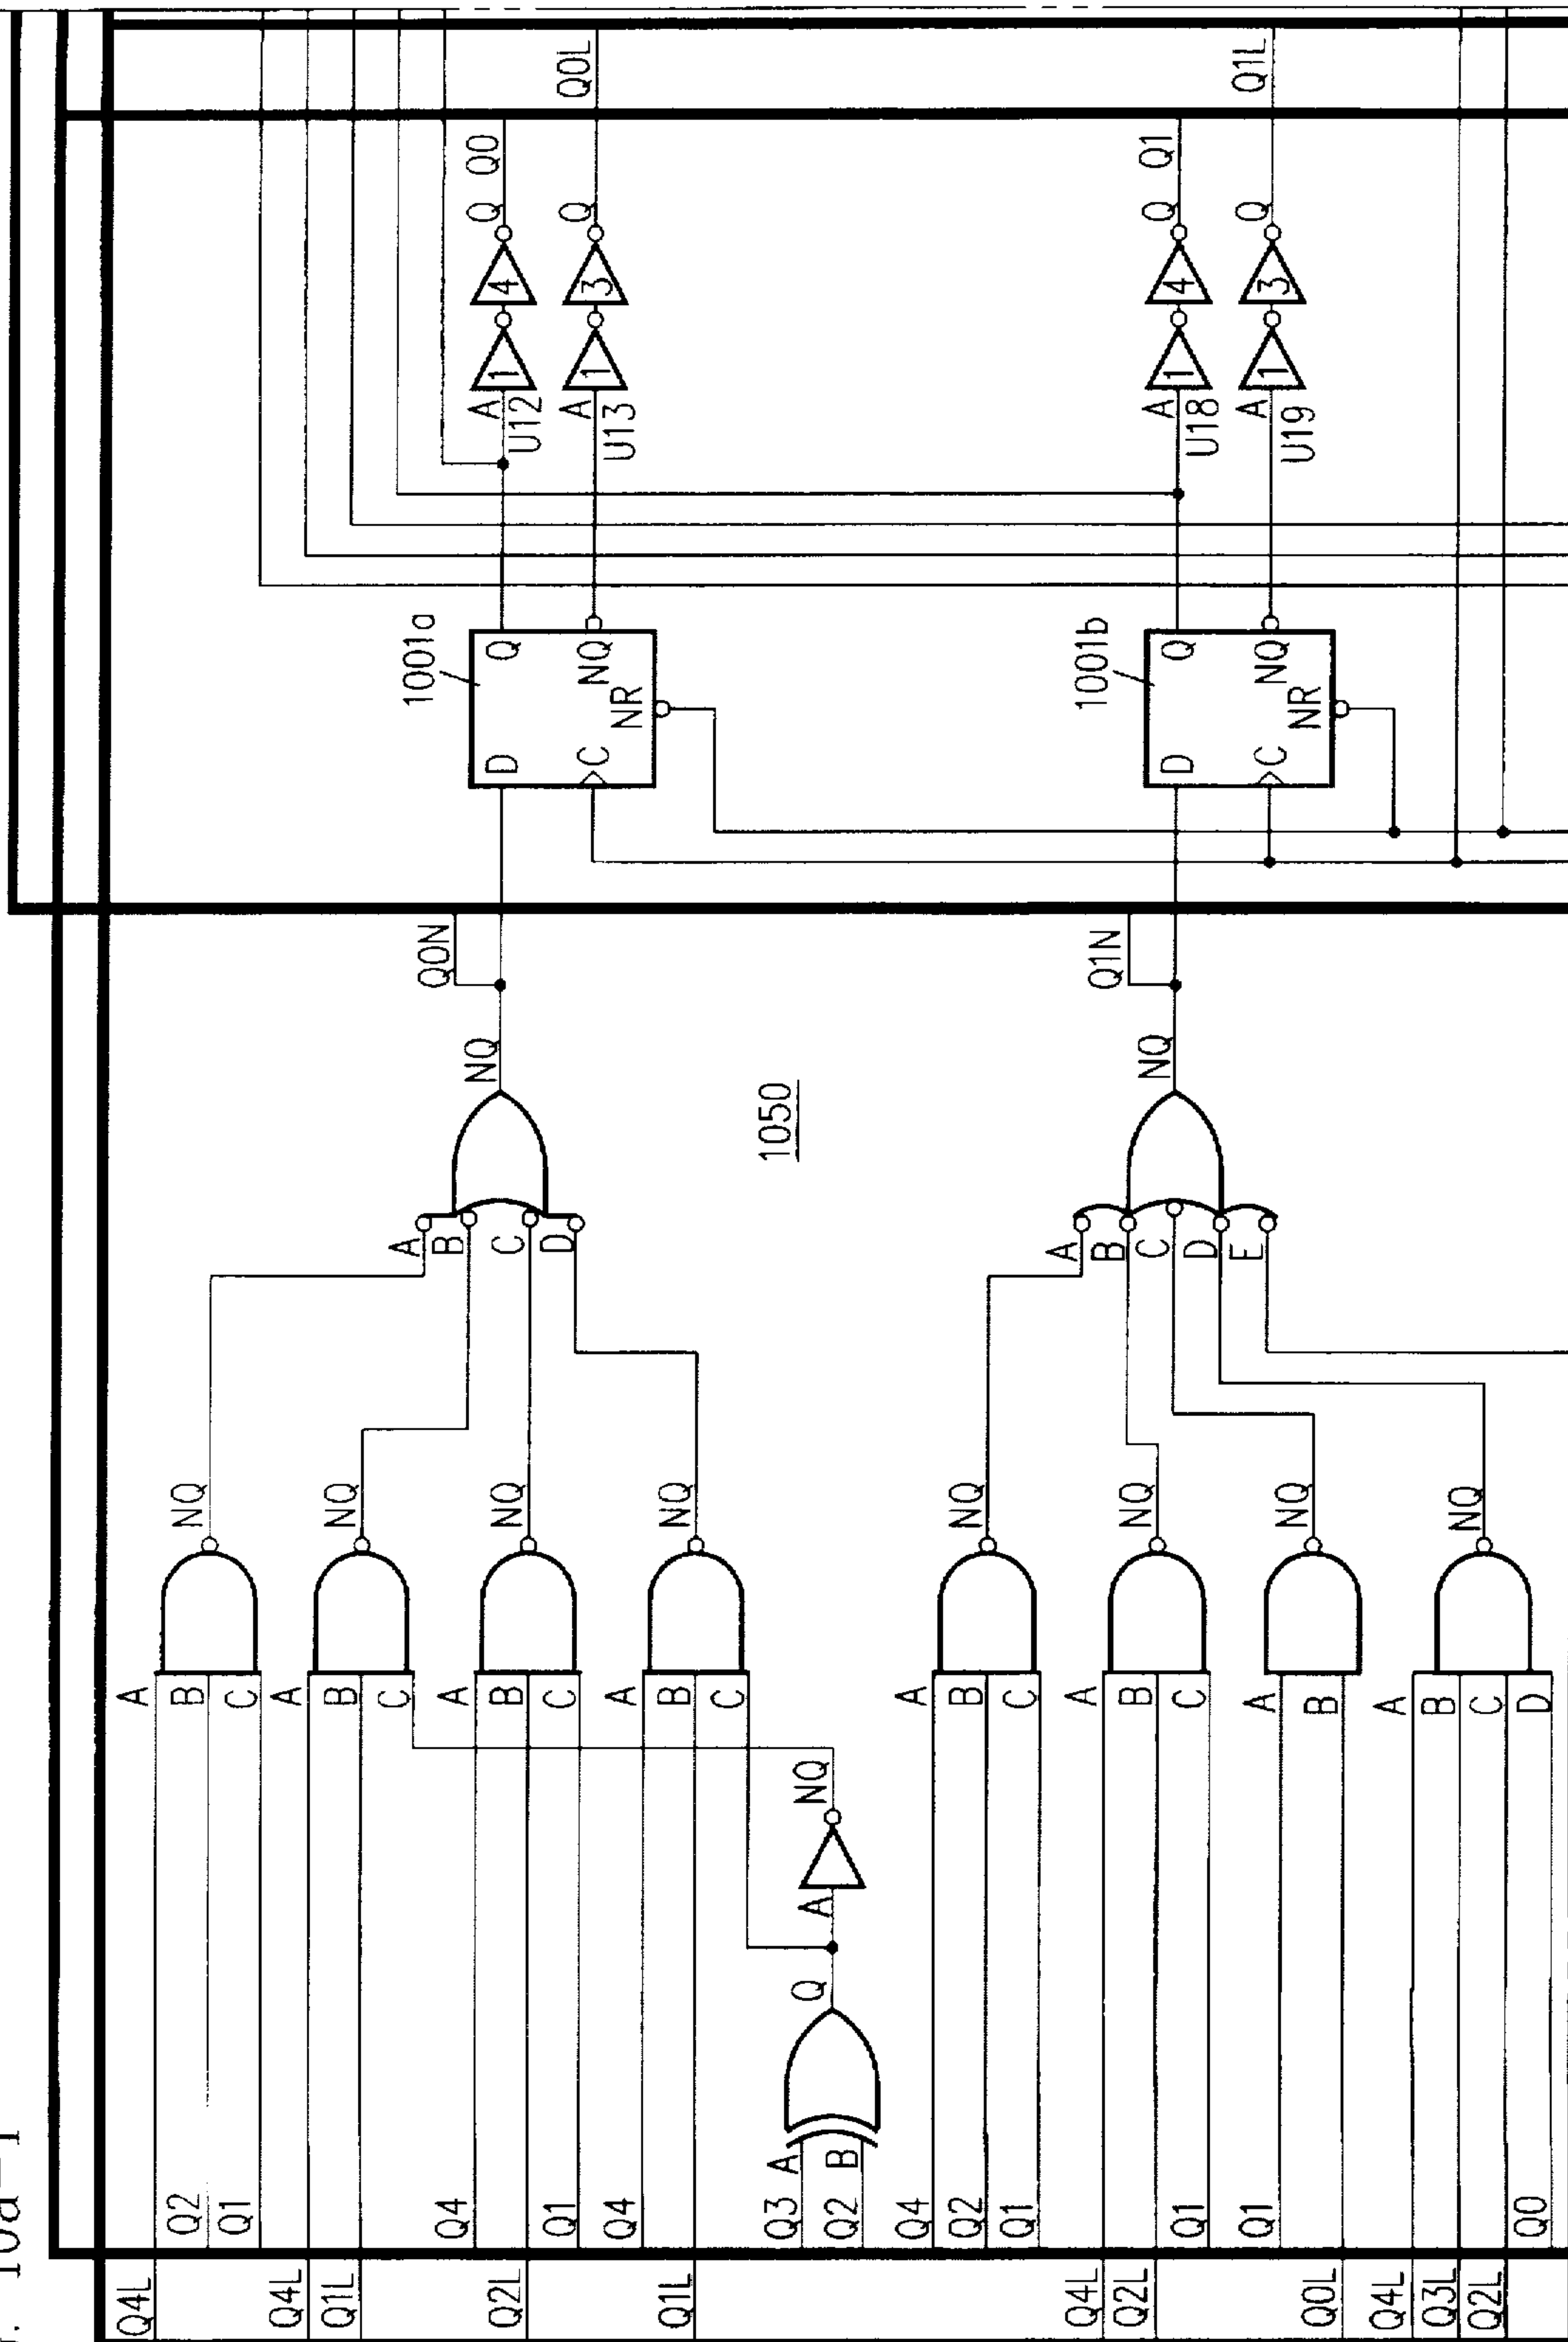 10a-1
Q4L A
Q2 B NQ
Q1 C
Q4L A
Q1L B NQ
C
Q4 A
Q2L B NQ
Q1 C
Q4 A
Q1L B NQ
C
Q3 A Q A NQ
Q2 B
A
B NQ Q0N
C
D
1001a
D Q
C NQ
NR
A 1 4 Q Q0
U12
A 1 3 Q Q0L
U13
1050
Q4 A
Q2 B NQ
Q1 C
Q4L A
Q2L B NQ
Q1 C
Q1 A NQ
Q0L B
Q4L A
Q3L B NQ
Q2L C
Q0 D
A
B
C NQ Q1N
D
E
1001b
D Q
C NQ
NR
A 1 4 Q Q1
U18
A 1 3 Q Q1L
U19